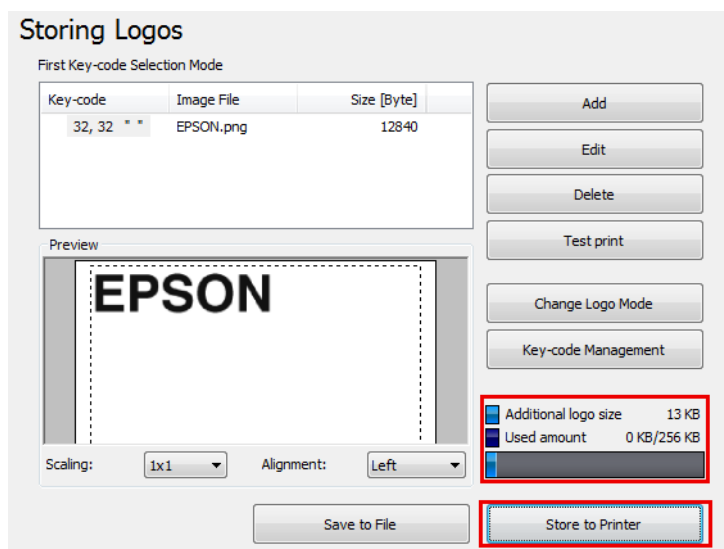 Storing Logos
First Key-code Selection Mode
Key-code Image File Size [Byte]
32, 32 " " EPSON.png 12840
Add
Edit
Delete
Test print
Preview
EPSON
Change Logo Mode
Key-code Management
Additional logo size 13 KB
Used amount 0 KB/256 KB
Scaling: 1x1 Alignment: Left
Save to File Store to Printer